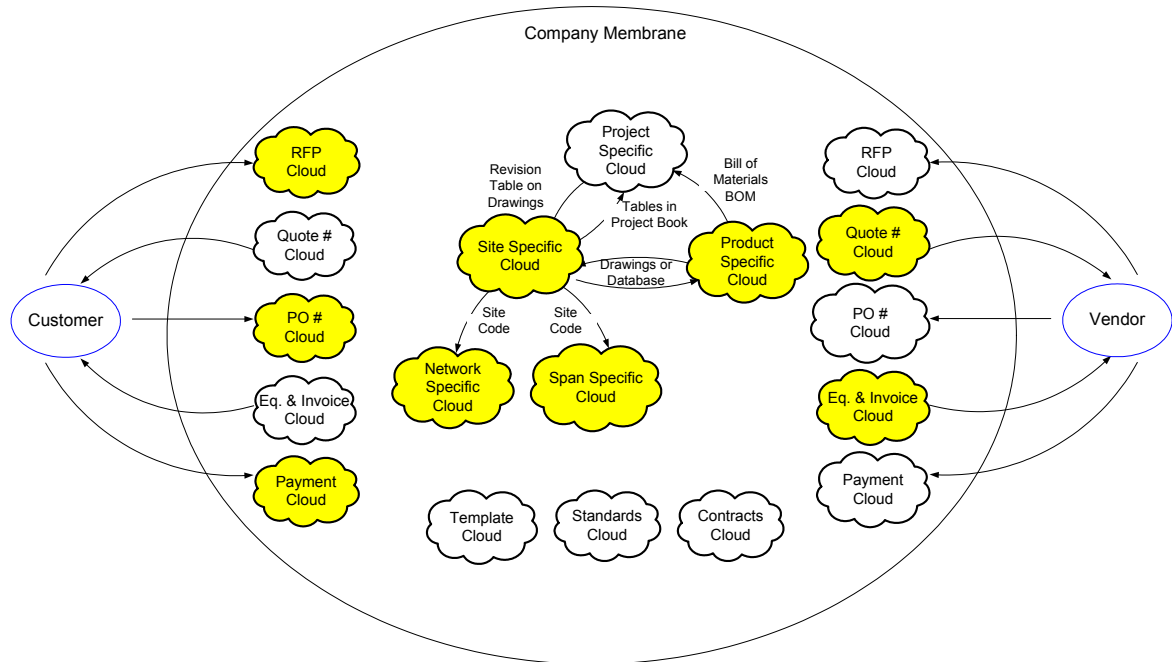 Company Membrane
RFP
Cloud
Quote #
Cloud
PO #
Cloud
Eq. & Invoice
Cloud
Payment
Cloud
Customer
Project
Specific
Cloud
Revision
Table on
Drawings
Tables in
Project Book
Bill of
Materials
BOM
Site Specific
Cloud
Drawings or
Database
Product
Specific
Cloud
Site
Code
Site
Code
Network
Specific
Cloud
Span Specific
Cloud
Template
Cloud
Standards
Cloud
Contracts
Cloud
RFP
Cloud
Quote #
Cloud
PO #
Cloud
Eq. & Invoice
Cloud
Payment
Cloud
Vendor